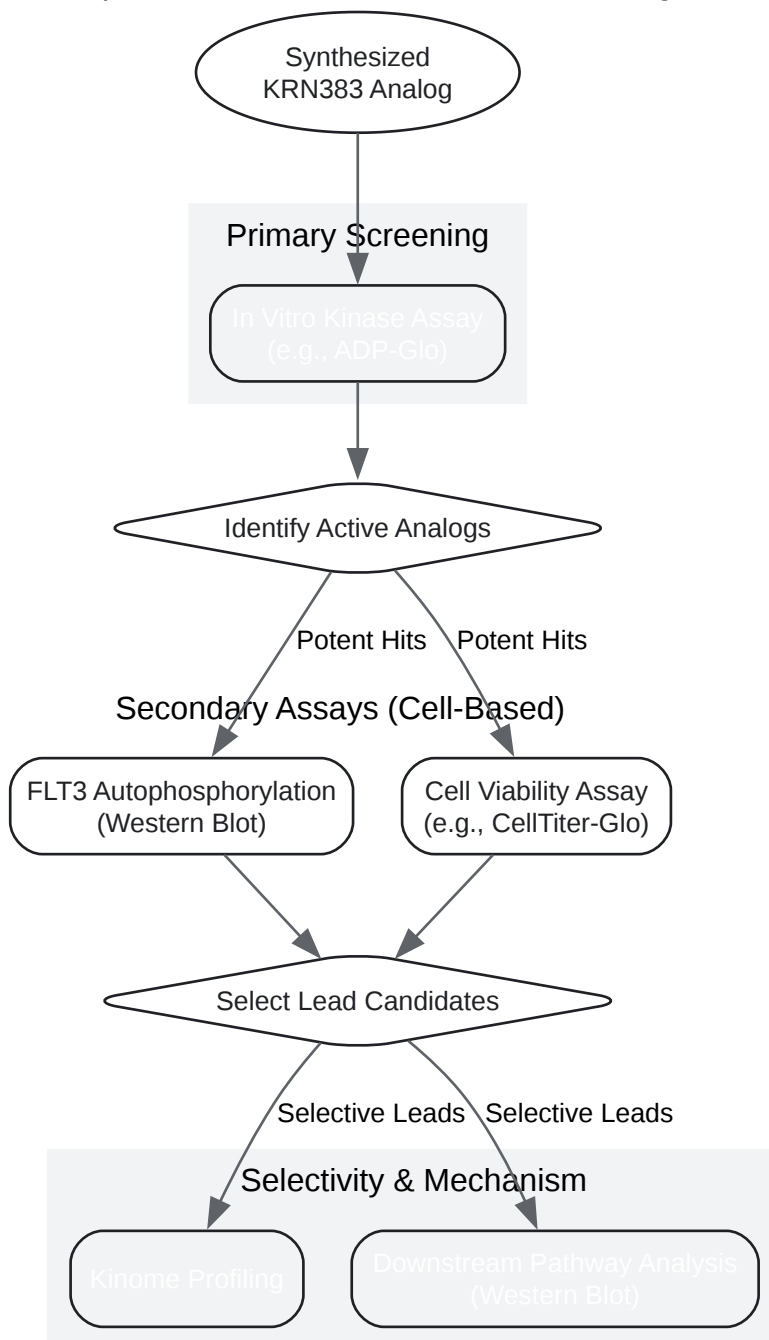 Synthesized
KRN383 Analog
Primary Screening
In Vitro Kinase Assay
(e.g., ADP-Glo)
Identify Active Analogs
Potent Hits
Potent Hits
Secondary Assays (Cell-Based)
FLT3 Autophosphorylation
(Western Blot)
Cell Viability Assay
(e.g., CellTiter-Glo)
Select Lead Candidates
Selective Leads
Selective Leads
Selectivity & Mechanism
Kinome Profiling
Downstream Pathway Analysis
(Western Blot)